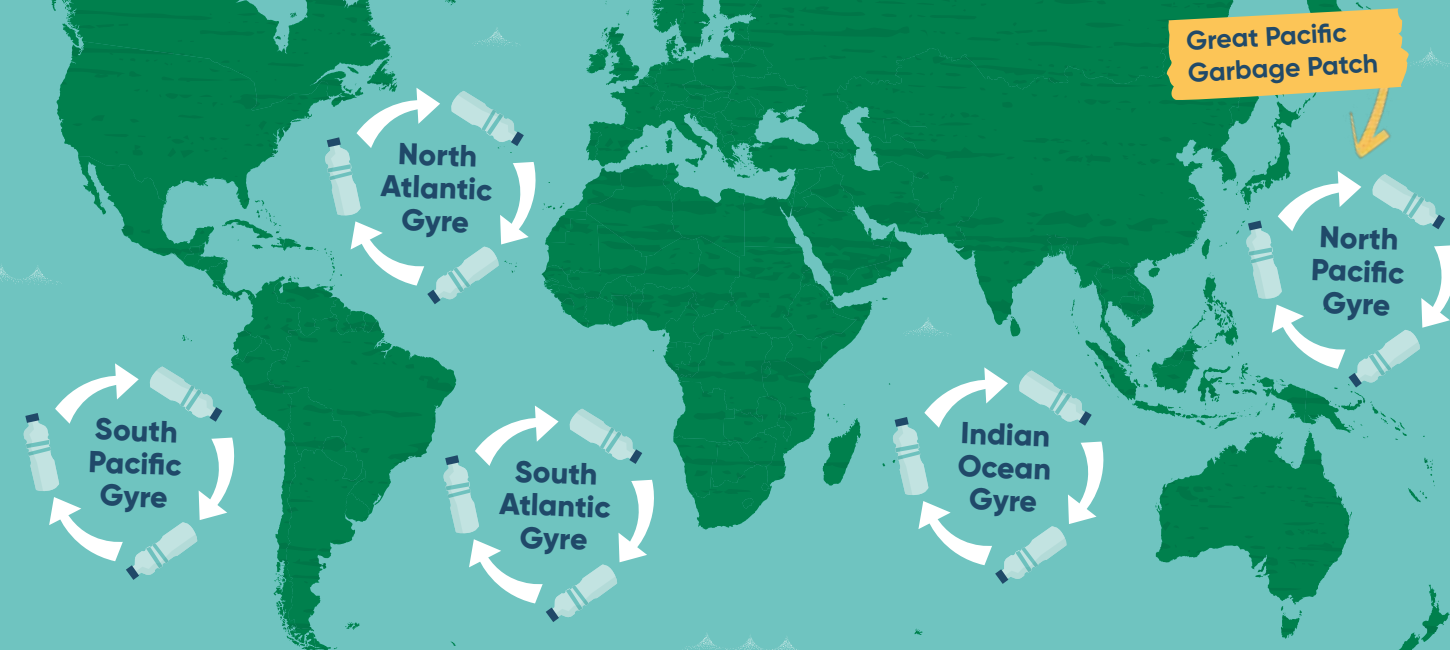 Great Pacific
Garbage Patch
North
Atlantic
Gyre
North
Pacific
Gyre
South
Pacific
Gyre
South
Atlantic
Gyre
Indian
Ocean
Gyre